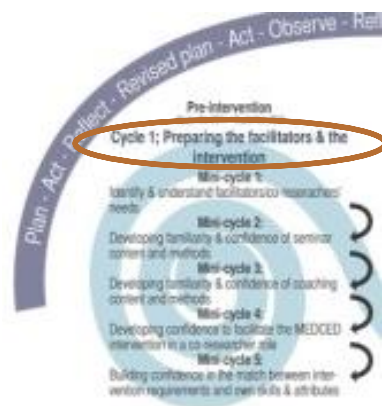 Plan - Act - Reflect - Revised plan - Act - Observe - Refl
Pre-intervention
Cycle 1; Preparing the facilitators & the
intervention
Mini-cycle 1:
Identify & understand facilitators/co researchers'
needs
Mini-cycle 2:
Developing familiarity & confidence of seminar
content and methods
Mini-cycle 3:
Developing familiarity & confidence of coaching
content and methods
Mini-cycle 4:
Developing confidence to facilitate the MEDCED
intervention in a co researcher role
Mini-cycle 5:
Building confidence in the match between inter-
vention requirements and own skills & attributes